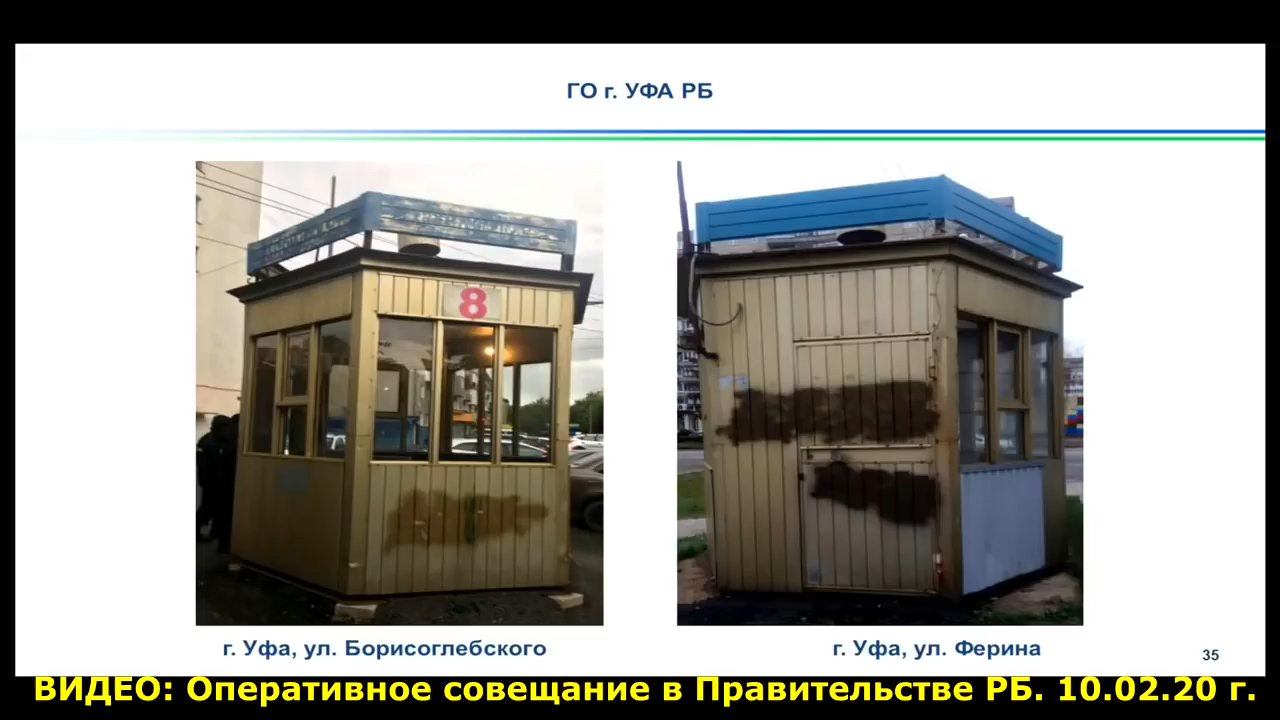 ГО г. УФА РБ
8
г. Уфа, ул. Борисоглебского
г. Уфа, ул. Ферина
35
ВИДЕО: Оперативное совещание в Правительстве РБ. 10.02.20 г.